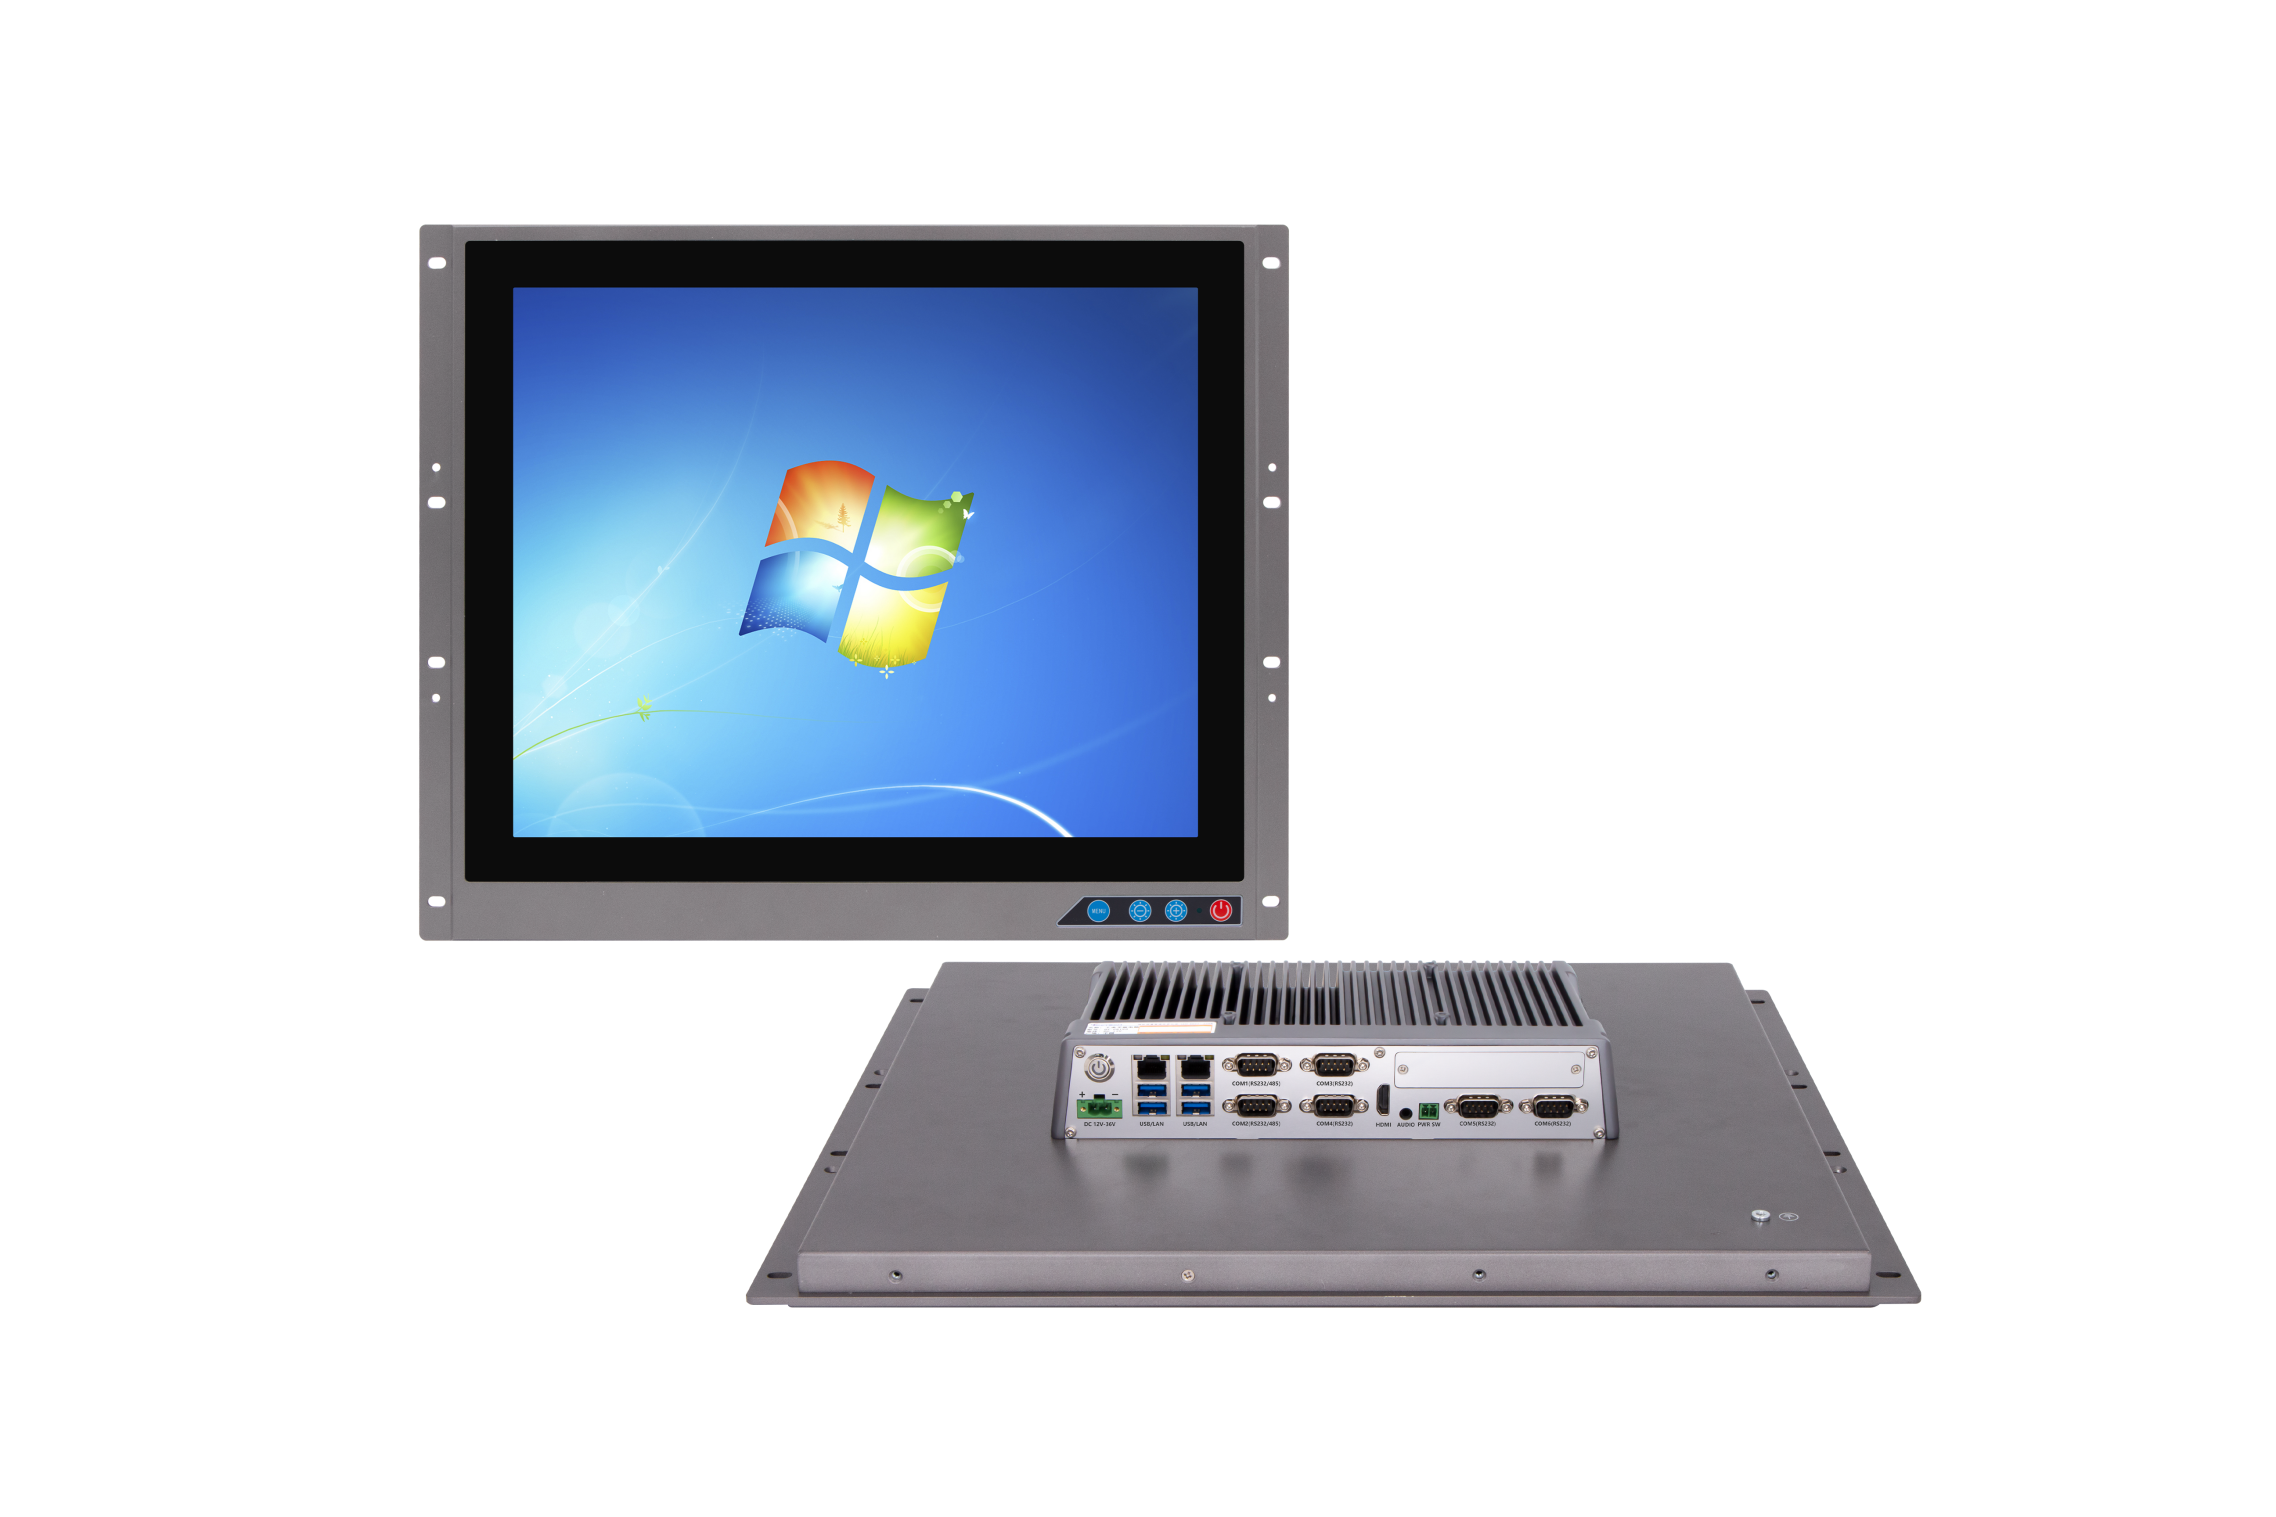 MENU
+ −
DC 12V-36V
USB/LAN
USB/LAN
COM1(RS232/485)
COM2(RS232/485)
COM3(RS232)
COM4(RS232)
HDMI
AUDIO
PWR SW
COM5(RS232)
COM6(RS232)